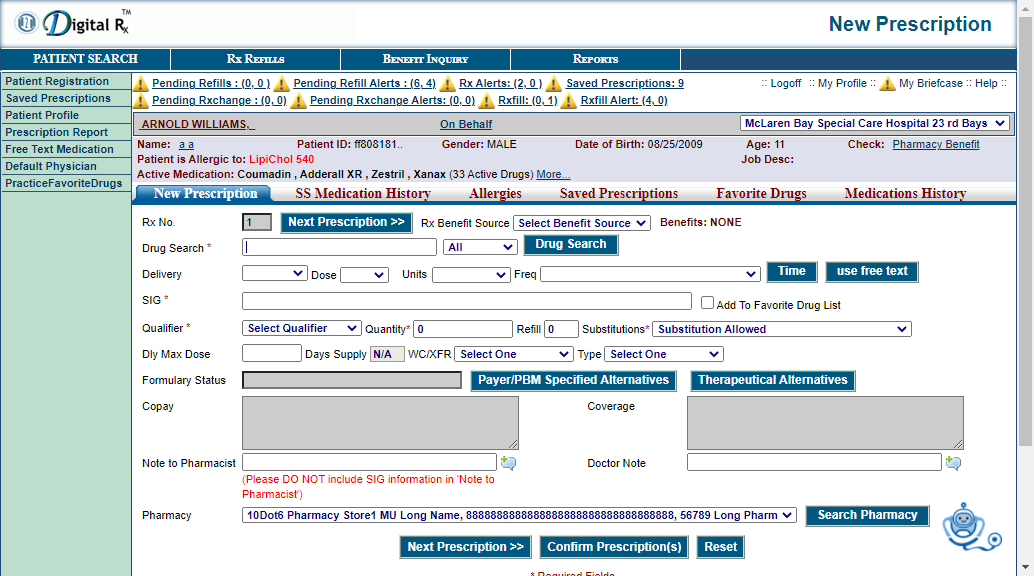 Digital Rx TM
New Prescription
PATIENT SEARCH RX REFILLS BENEFIT INQUIRY REPORTS
Patient Registration
Saved Prescriptions
Patient Profile
Prescription Report
Free Text Medication
Default Physician
PracticeFavoriteDrugs
Pending Refills : (0, 0 ) Pending Refill Alerts : (6, 4) Rx Alerts: (2, 0 ) Saved Prescriptions: 9 :: Logoff :: My Profile :: My Briefcase :: Help ::
Pending Rxchange : (0, 0) Pending Rxchange Alerts: (0, 0) Rxfill: (0, 1) Rxfill Alert: (4, 0)
ARNOLD WILLIAMS, On Behalf McLaren Bay Special Care Hospital 23 rd Bays
Name: a a Patient ID: ff808181.. Gender: MALE Date of Birth: 08/25/2009 Age: 11 Check: Pharmacy Benefit
Patient is Allergic to: LipiChol 540 Job Desc:
Active Medication: Coumadin , Adderall XR , Zestril , Xanax (33 Active Drugs) More...
New Prescription SS Medication History Allergies Saved Prescriptions Favorite Drugs Medications History
Rx No. 1 Next Prescription >> Rx Benefit Source Select Benefit Source Benefits: NONE
Drug Search * All Drug Search
Delivery Dose Units Freq Time use free text
SIG * Add To Favorite Drug List
Qualifier * Select Qualifier Quantity* 0 Refill 0 Substitutions* Substitution Allowed
Dly Max Dose Days Supply N/A WC/XFR Select One Type Select One
Formulary Status Payer/PBM Specified Alternatives Therapeutical Alternatives
Copay Coverage
Note to Pharmacist Doctor Note
(Please DO NOT include SIG information in 'Note to
Pharmacist')
Pharmacy 10Dot6 Pharmacy Store1 MU Long Name, 56789 Long Pharm Search Pharmacy
Next Prescription >> Confirm Prescription(s) Reset
* Required Fields